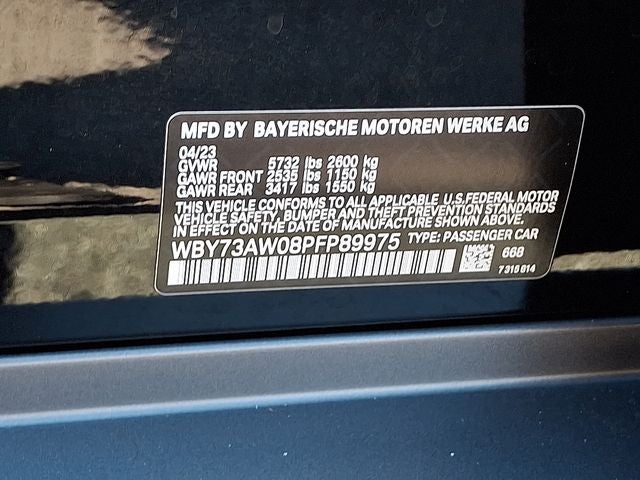 MFD BY BAYERISCHE MOTOREN WERKE AG
04/23
GVWR 5732 lbs 2600 kg
GAWR FRONT 2535 lbs 1150 kg
GAWR REAR 3417 lbs 1550 kg
THIS VEHICLE CONFORMS TO ALL APPLICABLE U.S.FEDERAL MOTOR
VEHICLE SAFETY, BUMPER AND THEFT PREVENTION STANDARDS
IN EFFECT ON THE DATE OF MANUFACTURE SHOWN ABOVE.
WBY73AW08PFP89975 TYPE: PASSENGER CAR
668
7 315 814